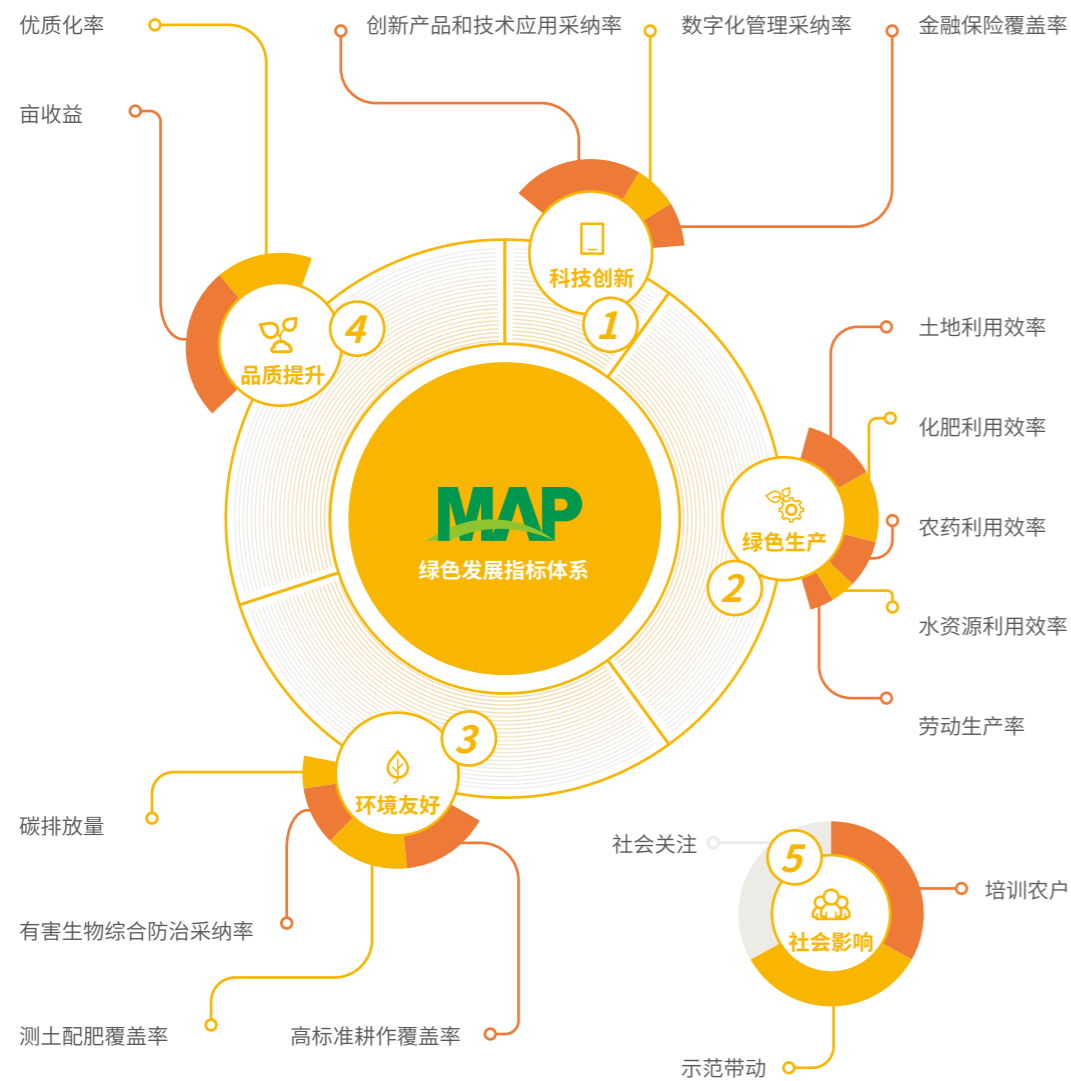 优质化率
创新产品和技术应用采纳率
数字化管理采纳率
金融保险覆盖率
亩收益
科技创新
1
品质提升
4
土地利用效率
化肥利用效率
农药利用效率
水资源利用效率
劳动生产率
绿色生产
2
MAP
绿色发展指标体系
3
环境友好
碳排放量
有害生物综合防治采纳率
测土配肥覆盖率
高标准耕作覆盖率
社会关注
5
社会影响
培训农户
示范带动